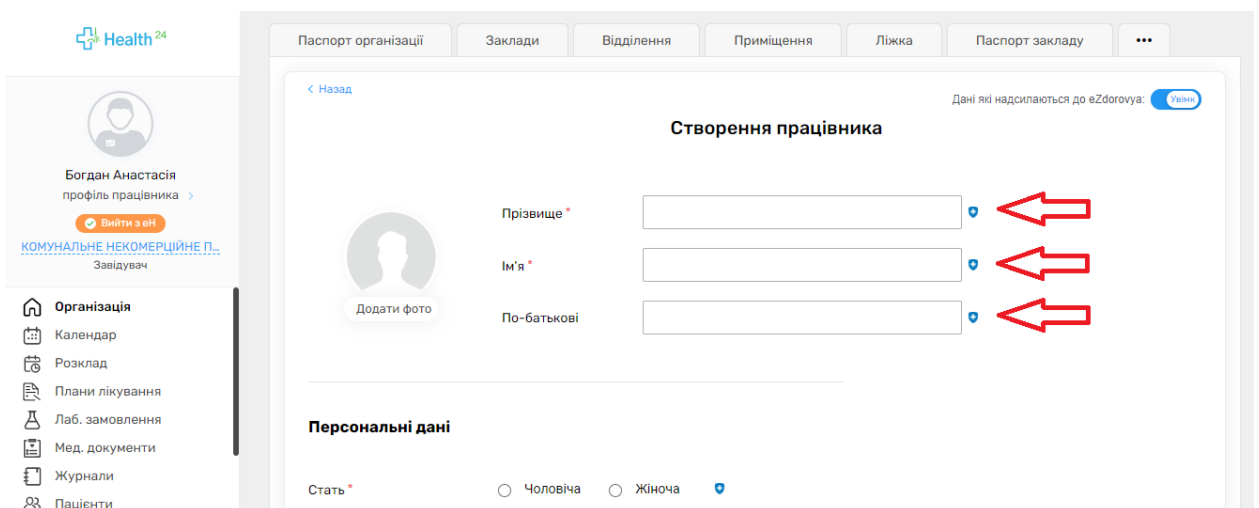 Health 24
Паспорт організації
Заклади
Відділення
Приміщення
Ліжка
Паспорт закладу
•••
< Назад
Дані які надсилаються до eZdorovya:
Увімк
Створення працівника
Богдан Анастасія
профіль працівника >
Вийти з еН
КОМУНАЛЬНЕ НЕКОМЕРЦІЙНЕ П...
Завідувач
Прізвище *
Ім'я *
По-батькові
Додати фото
Організація
Календар
Розклад
Плани лікування
Лаб. замовлення
Мед. документи
Журнали
Пацієнти
Персональні дані
Стать * Чоловіча Жіноча